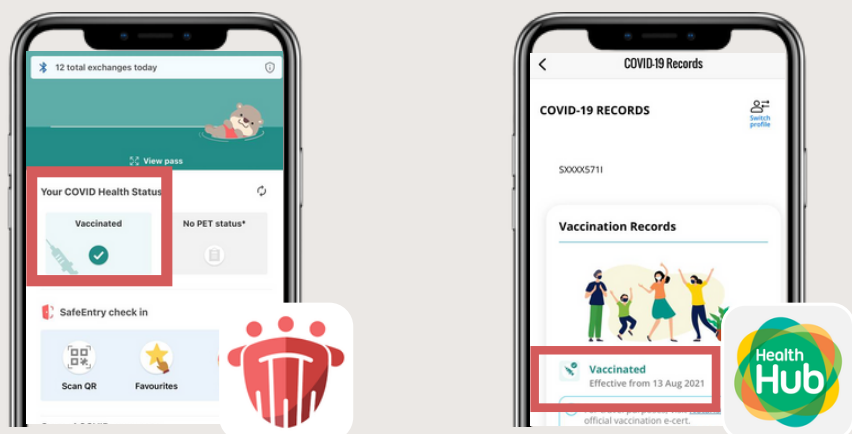 12 total exchanges today
View pass
Your COVID Health Status
Vaccinated
No PET status*
SafeEntry check in
Scan QR
Favourites
COVID-19 Records
COVID-19 RECORDS
Switch
profile
SXXXX571I
Vaccination Records
Vaccinated
Effective from 13 Aug 2021
official vaccination e-cert.
Health
Hub